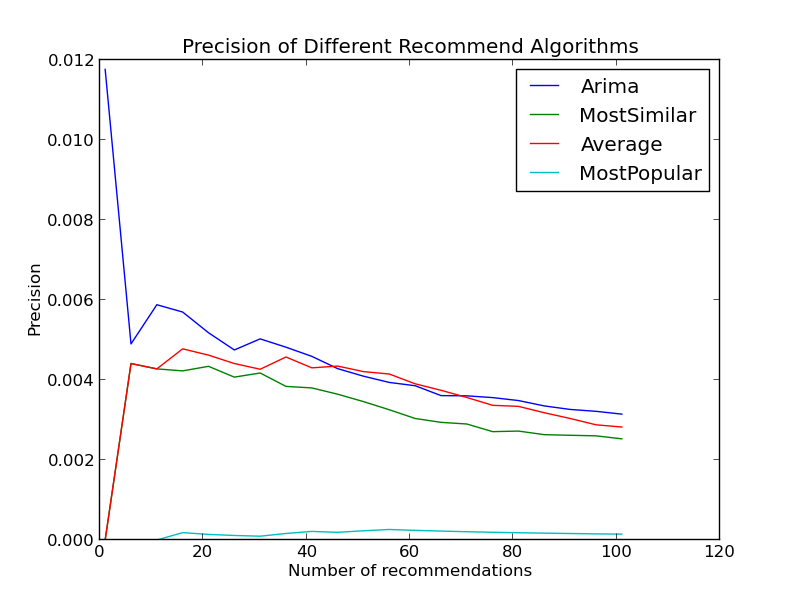 Precision of Different Recommend Algorithms
0.012
0.010
0.008
0.006
0.004
0.002
0.000
Precision
Arima
MostSimilar
Average
MostPopular
0 20 40 60 80 100 120
Number of recommendations